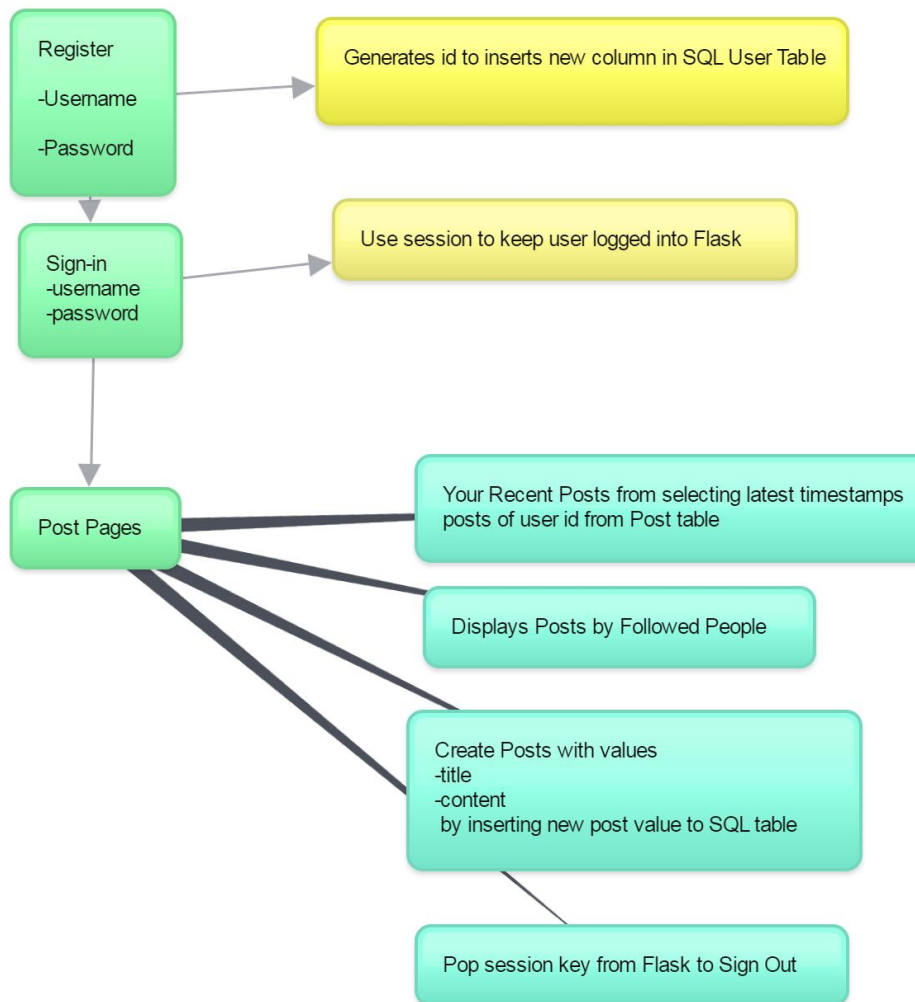 Register
-Username
-Password
Generates id to inserts new column in SQL User Table
Sign-in
-username
-password
Use session to keep user logged into Flask
Post Pages
Your Recent Posts from selecting latest timestamps
posts of user id from Post table
Displays Posts by Followed People
Create Posts with values
-title
-content
by inserting new post value to SQL table
Pop session key from Flask to Sign Out